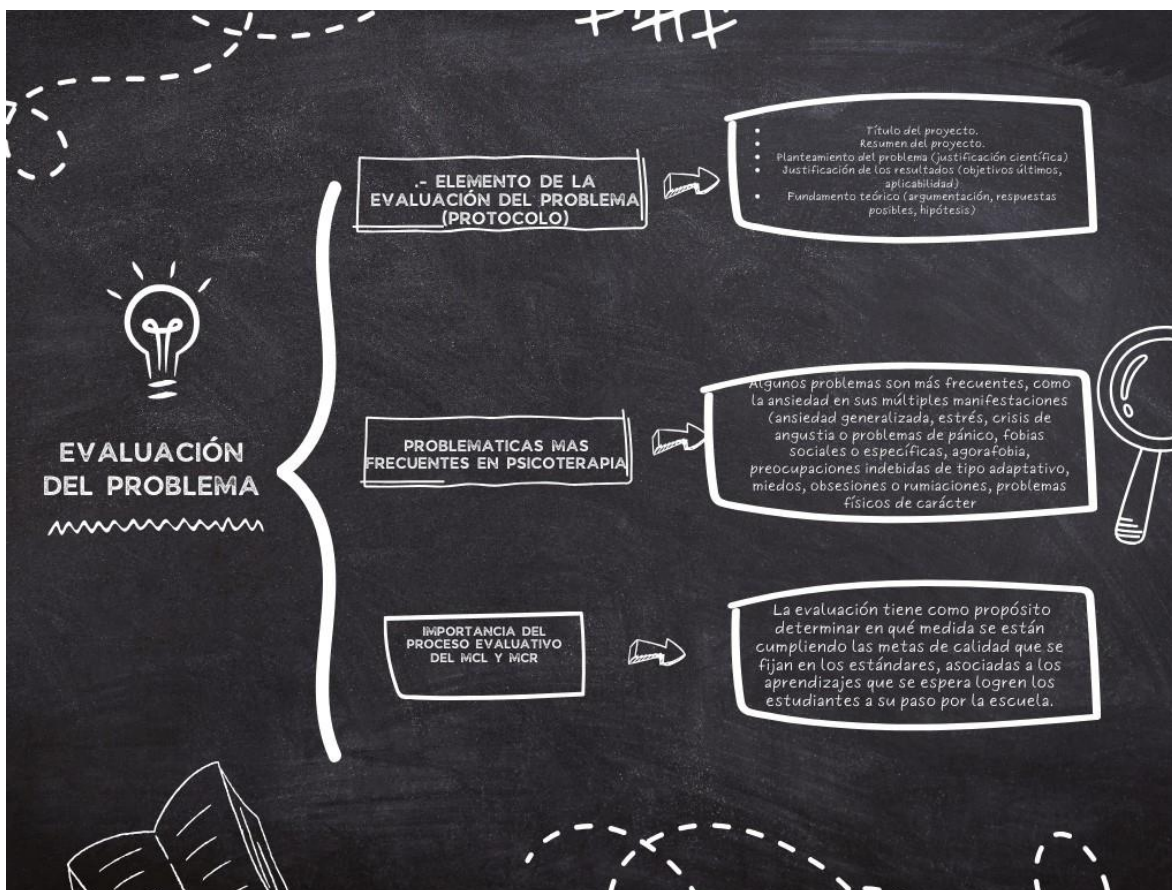 EVALUACIÓN
DEL PROBLEMA
.- ELEMENTO DE LA
EVALUACIÓN DEL PROBLEMA
(PROTOCOLO)
• Título del proyecto.
• Resumen del proyecto.
• Planteamiento del problema (justificación científica)
• Justificación de los resultados (objetivos últimos,
aplicabilidad)
• Fundamento teórico (argumentación, respuestas
posibles, hipótesis)
PROBLEMATICAS MAS
FRECUENTES EN PSICOTERAPIA
Algunos problemas son más frecuentes, como
la ansiedad en sus múltiples manifestaciones
(ansiedad generalizada, estrés, crisis de
angustia o problemas de pánico, fobias
sociales o específicas, agorafobia,
preocupaciones indebidas de tipo adaptativo,
miedos, obsesiones o rumiaciones, problemas
físicos de carácter
IMPORTANCIA DEL
PROCESO EVALUATIVO
DEL MCL Y MCR
La evaluación tiene como propósito
determinar en qué medida se están
cumpliendo las metas de calidad que se
fijan en los estándares, asociadas a los
aprendizajes que se espera logren los
estudiantes a su paso por la escuela.